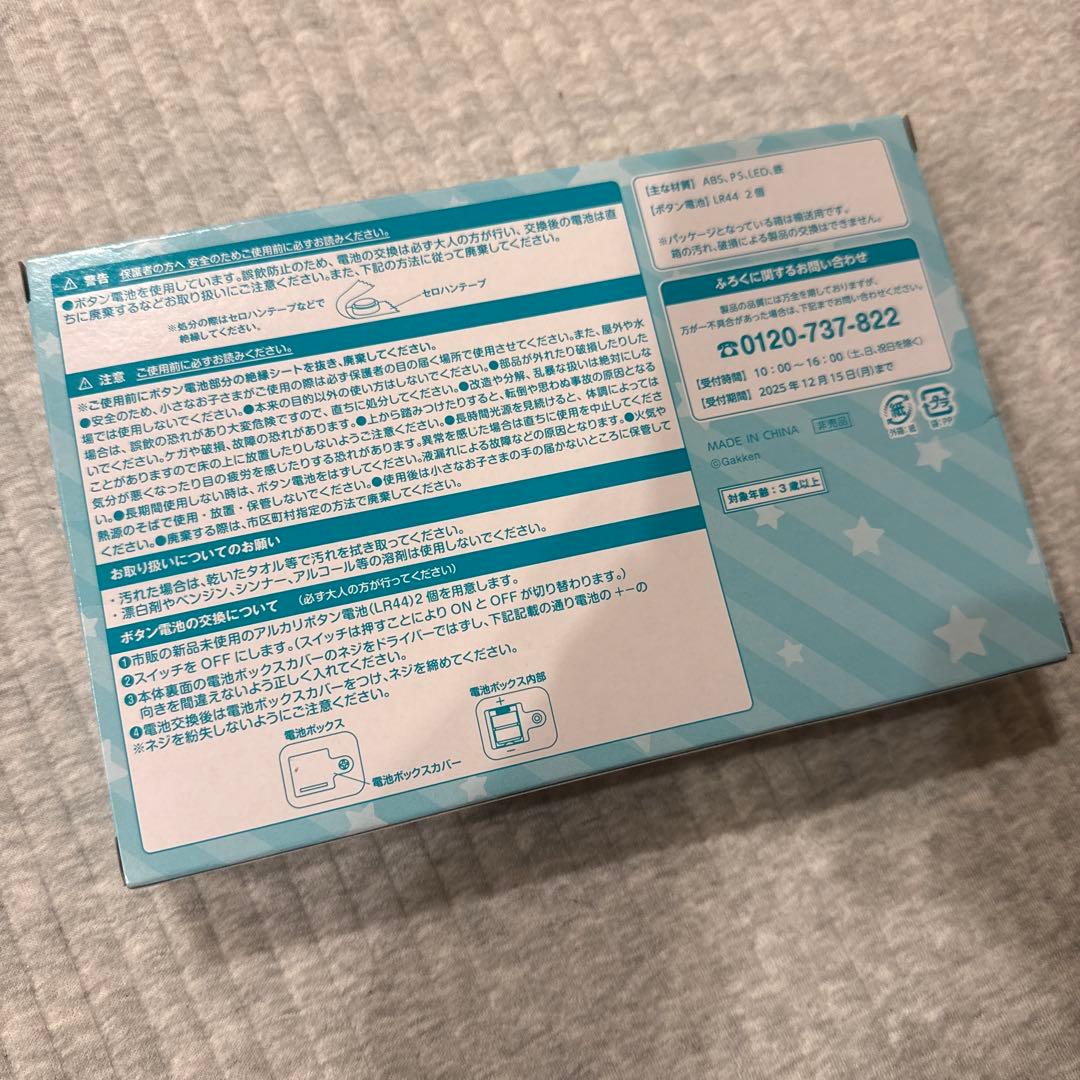 ⚠ 警告 保護者の方へ 安全のためご使用前に必ずお読みください。
●ボタン電池を使用しています。誤飲防止のため、電池の交換は必ず大人の方が行い、交換後の電池は直
ちに廃棄するなどお取り扱いにご注意ください。また、下記の方法に従って廃棄してください。
※処分の際はセロハンテープなどで
絶縁してください。
セロハンテープ
⚠ 注意 ご使用前に必ずお読みください。
※ご使用前にボタン電池部分の絶縁シートを抜き、廃棄してください。
●安全のため、小さなお子さまがご使用の際は必ず保護者の目の届く場所で使用させてください。また、屋外や水
場では使用しないでください。●本来の目的以外の使い方はしないでください。●部品が外れたり破損したりした
場合は、誤飲の恐れがあり大変危険ですので、直ちに処分してください。●改造や分解、乱暴な扱いは絶対にしな
いでください。ケガや破損、故障の恐れがあります。●上から踏みつけたりすると、転倒や思わぬ事故の原因となる
ことがありますので床の上に放置したりしないようご注意ください。●長時間光源を見続けると、体調によっては
気分が悪くなったり目の疲労を感じたりする恐れがあります。異常を感じた場合は直ちに使用を中止してくださ
い。●長期間使用しない時は、ボタン電池をはずしてください。液漏れによる故障などの原因となります。●火気や
熱源のそばで使用・放置・保管しないでください。●使用後は小さなお子さまの手の届かないところに保管して
ください。●廃棄する際は、市区町村指定の方法で廃棄してください。
お取り扱いについてのお願い
・汚れた場合は、乾いたタオル等で汚れを拭き取ってください。
・漂白剤やベンジン、シンナー、アルコール等の溶剤は使用しないでください。
ボタン電池の交換について (必ず大人の方が行ってください)
❶市販の新品未使用のアルカリボタン電池(LR44)2個を用意します。
❷スイッチをOFFにします。(スイッチは押すことによりONとOFFが切り替わります。)
❸本体裏面の電池ボックスカバーのネジをドライバーではずし、下記記載の通り電池の+-の
向きを間違えないよう正しく入れてください。
❹電池交換後は電池ボックスカバーをつけ、ネジを締めてください。
※ネジを紛失しないようにご注意ください。
電池ボックス
電池ボックスカバー
電池ボックス内部
+
-
【主な材質】ABS、PS、LED、鉄
【ボタン電池】LR44 2個
※パッケージとなっている箱は輸送用です。
箱の汚れ、破損による製品の交換はできません。
ふろくに関するお問い合わせ
製品の品質には万全を期しておりますが、
万が一不具合があった場合は、下記までお問い合わせください。
☎0120-737-822
【受付時間】10:00～16:00(土、日、祝日を除く)
【受付期間】2025年12月15日(月)まで
紙
外箱:紙
プラ
袋:PP
MADE IN CHINA 非売品
©Gakken
対象年齢:3歳以上